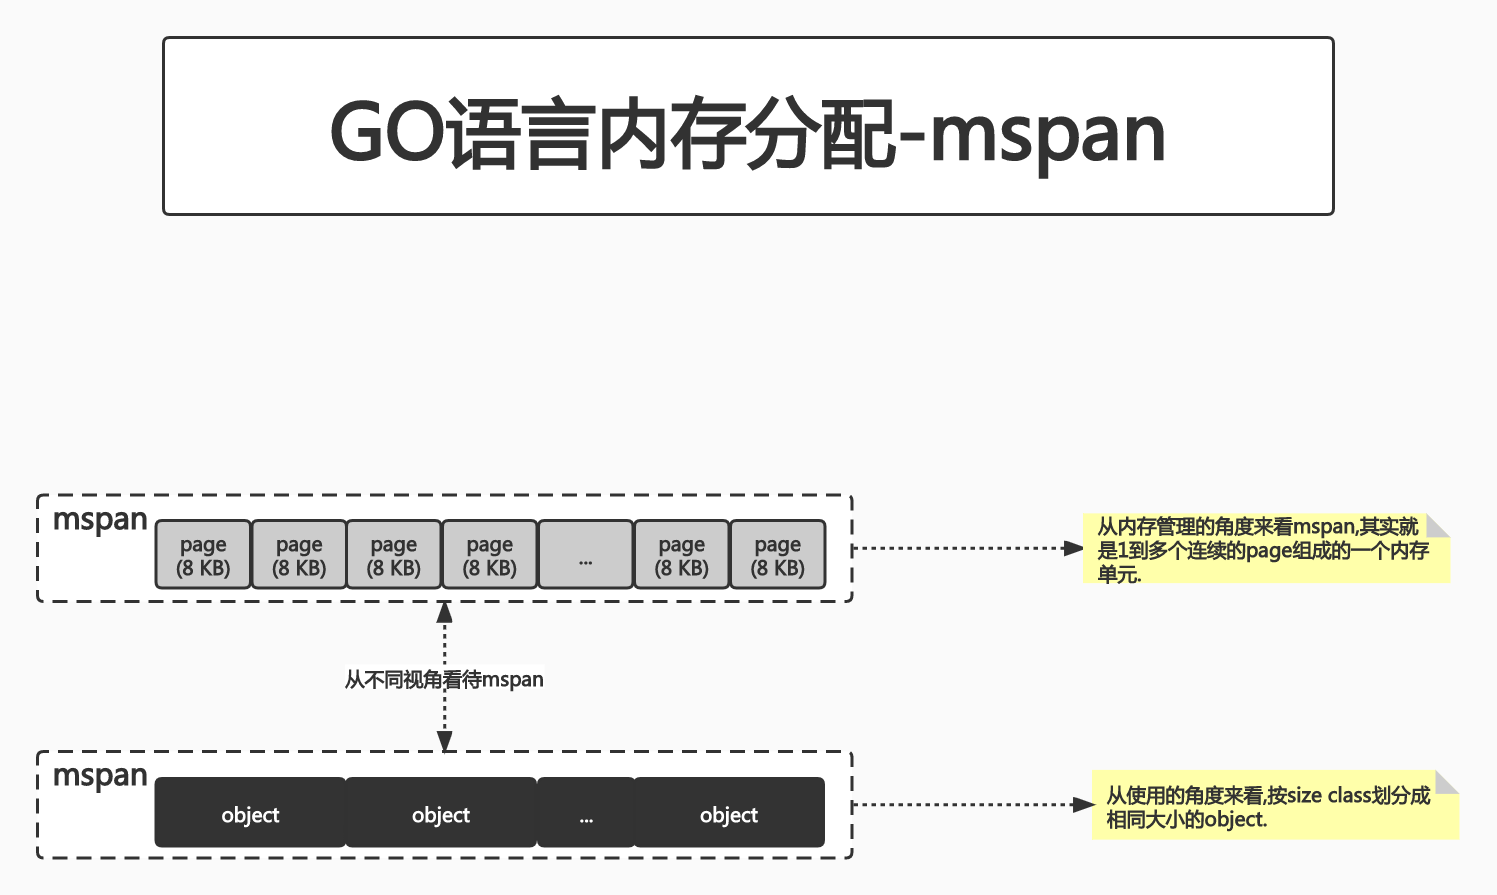 GO语言内存分配-mspan
mspan
page
(8 KB)
page
(8 KB)
page
(8 KB)
page
(8 KB)
...
page
(8 KB)
page
(8 KB)
从内存管理的角度来看mspan,其实就
是1到多个连续的page组成的一个内存
单元.
从不同视角看待mspan
mspan
object
object
...
object
从使用的角度来看,按size class划分成
相同大小的object.